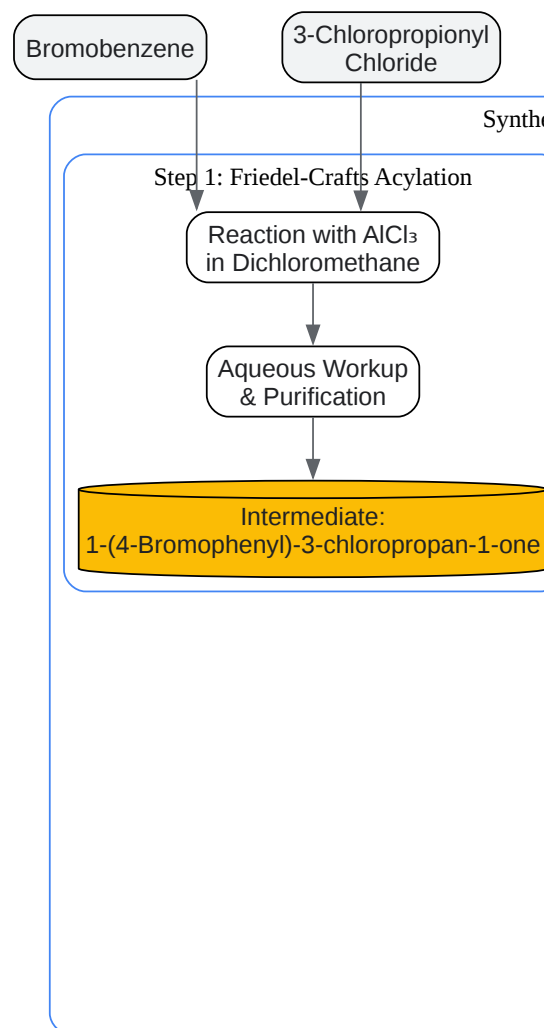 Bromobenzene
3-Chloropropionyl
Chloride
Step 1: Friedel-Crafts Acylation
Reaction with AlCl₃
in Dichloromethane
Aqueous Workup
& Purification
Intermediate:
1-(4-Bromophenyl)-3-chloropropan-1-one